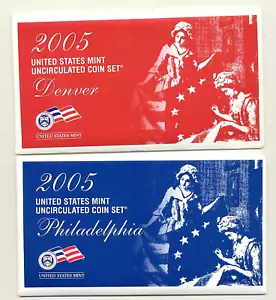 2005
UNITED STATES MINT
UNCIRCULATED COIN SET®
Denver
UNITED STATES MINT
2005
UNITED STATES MINT
UNCIRCULATED COIN SET®
Philadelphia
UNITED STATES MINT